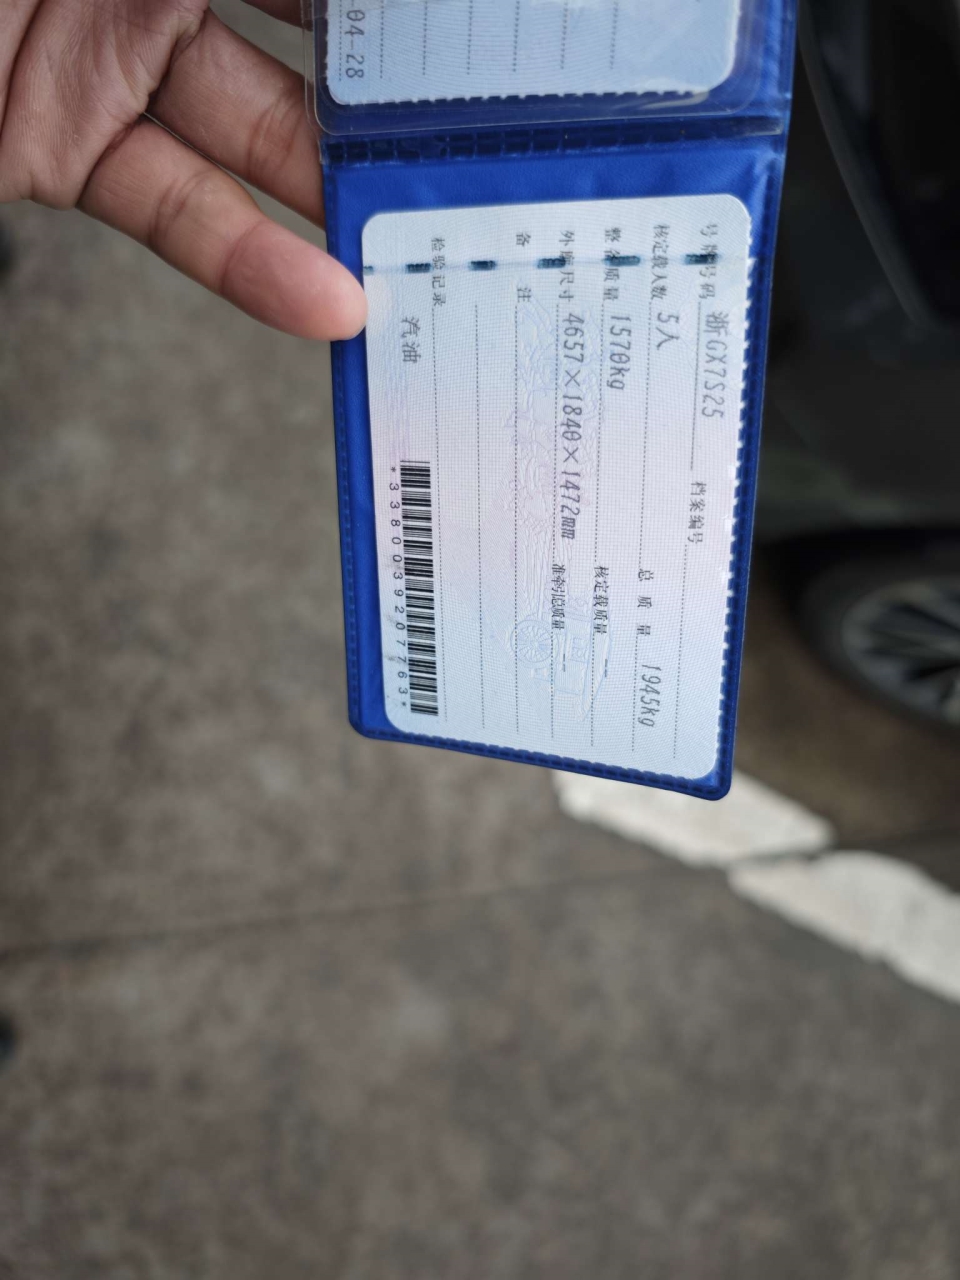 04-28
号牌号码 浙GX7S25 档案编号
核定载人数 5人 总质量 1945kg
整备质量 1570kg 核定载质量 --
外廓尺寸 4657×1840×1472mm 准牵引总质量 --
备注
检验记录
汽油
*3380039207763*